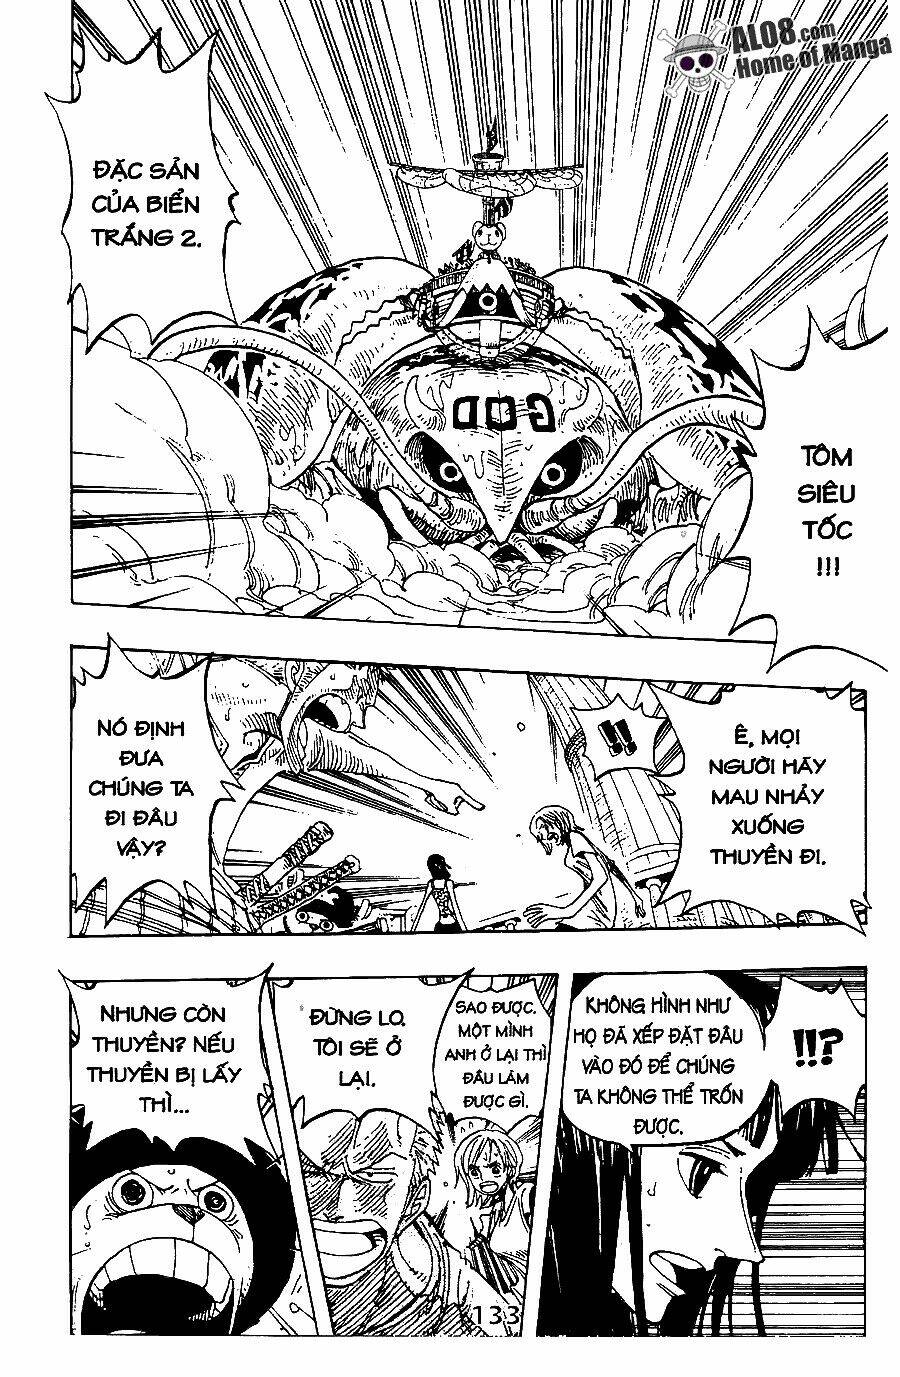 ALO8.com
Home of Manga
ĐẶC SẢN
CỦA BIỂN
TRẮNG 2.
GOD
TÔM
SIÊU
TỐC
!!!
NÓ ĐỊNH
ĐƯA
CHÚNG TA
ĐI ĐÂU
VẬY?
!!
Ê, MỌI
NGƯỜI HÃY
MAU NHẢY
XUỐNG
THUYỀN ĐI.
NHƯNG CÒN
THUYỀN? NẾU
THUYỀN BỊ LẤY
THÌ...
ĐỪNG LO.
TÔI SẼ Ở
LẠI.
SAO ĐƯỢC.
MỘT MÌNH
ANH Ở LẠI THÌ
ĐÂU LÀM
ĐƯỢC GÌ.
KHÔNG HÌNH NHƯ
HỌ ĐÃ XẾP ĐẶT ĐÂU
VÀO ĐÓ ĐỂ CHÚNG
TA KHÔNG THỂ TRỐN
ĐƯỢC.
!!?
133